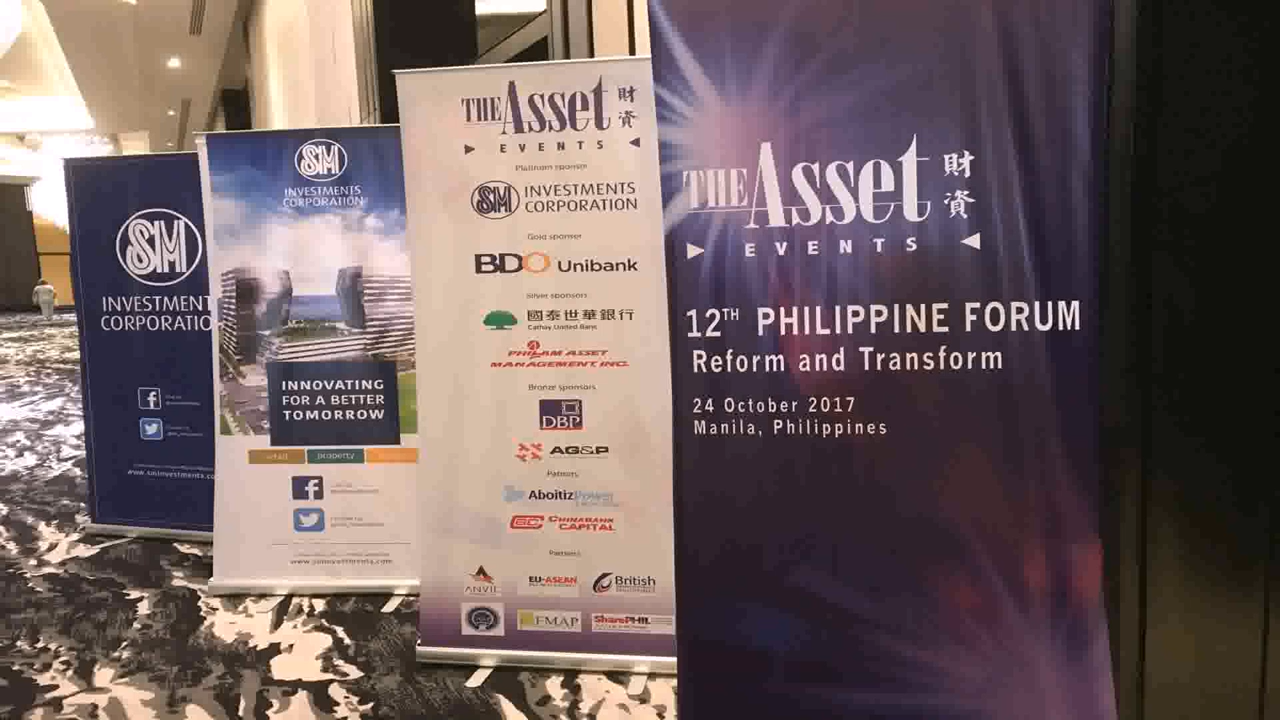 SM
INVESTMENT
CORPORATIO
SM
INVESTMENTS
CORPORATION
INNOVATING
FOR A BETTER
TOMORROW
property
THE Asset 財資
EVENTS
Platinum sponsor
SM INVESTMENTS
CORPORATION
Gold sponsor
BDO Unibank
Silver sponsors
國泰世華銀行
Cathay United Bank
PHILAM ASSET
MANAGEMENT, INC.
Bronze sponsors
DBP
AG&P
Partners
AboitizPower
CHINABANK
CAPITAL
Partners
ANVIL
EU-ASEAN
British
FMAP
SharePHIL
THE Asset 財資
EVENTS
12TH PHILIPPINE FORUM
Reform and Transform
24 October 2017
Manila, Philippines